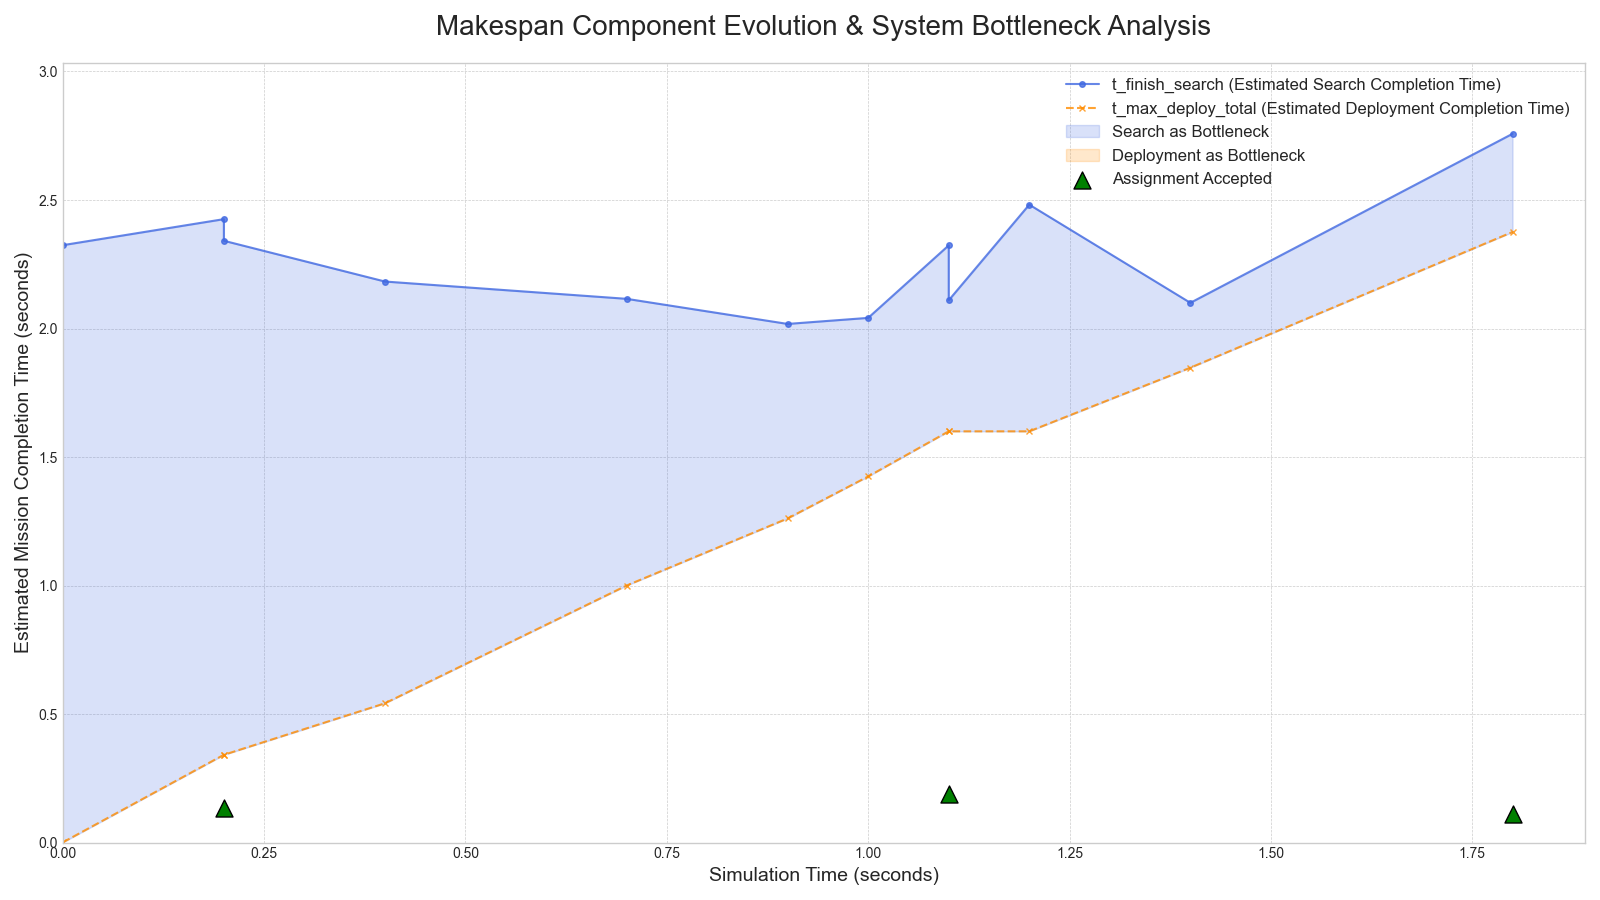 Makespan Component Evolution & System Bottleneck Analysis
t_finish_search (Estimated Search Completion Time)
t_max_deploy_total (Estimated Deployment Completion Time)
Search as Bottleneck
Deployment as Bottleneck
Assignment Accepted
Estimated Mission Completion Time (seconds)
3.0
2.5
2.0
1.5
1.0
0.5
0.0
0.00 0.25 0.50 0.75 1.00 1.25 1.50 1.75
Simulation Time (seconds)